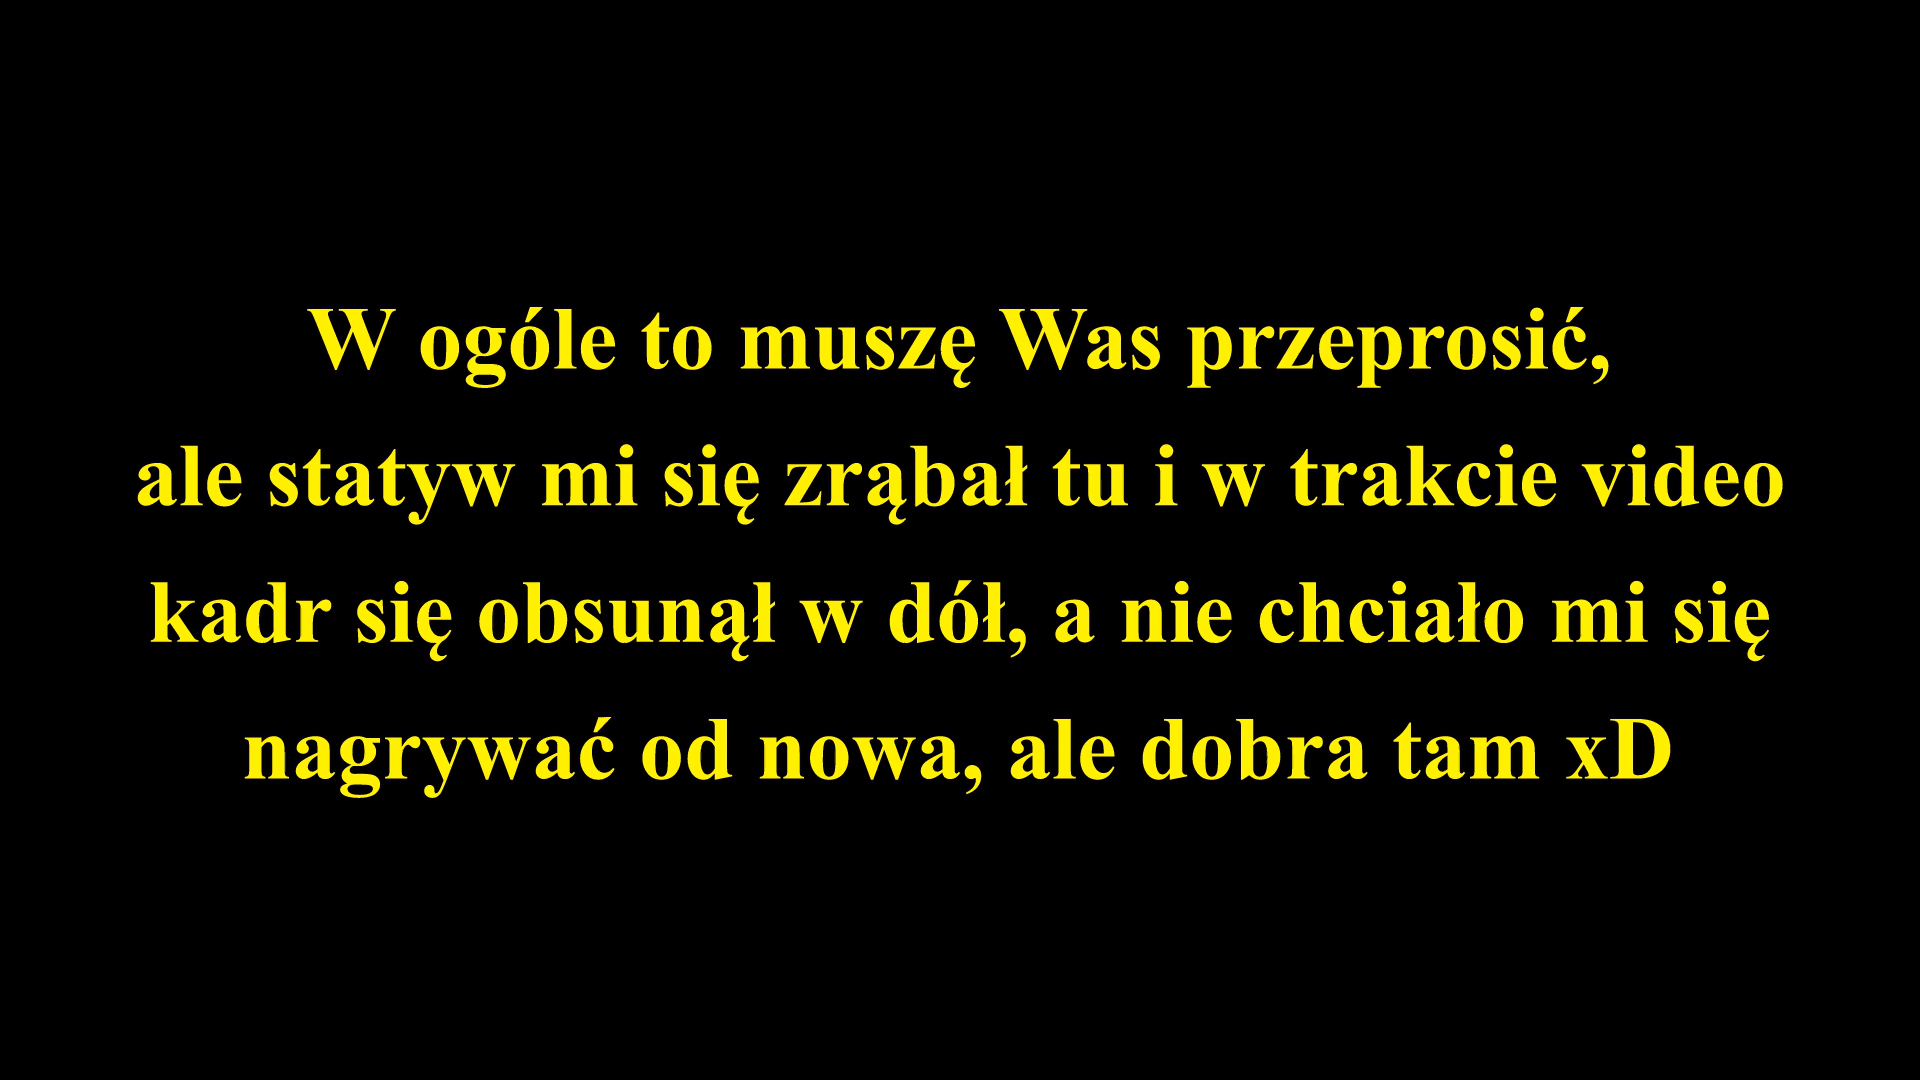 W ogóle to muszę Was przeprosić,
ale statyw mi się zrąbał tu i w trakcie video
kadr się obsunął w dół, a nie chciało mi się
nagrywać od nowa, ale dobra tam xD